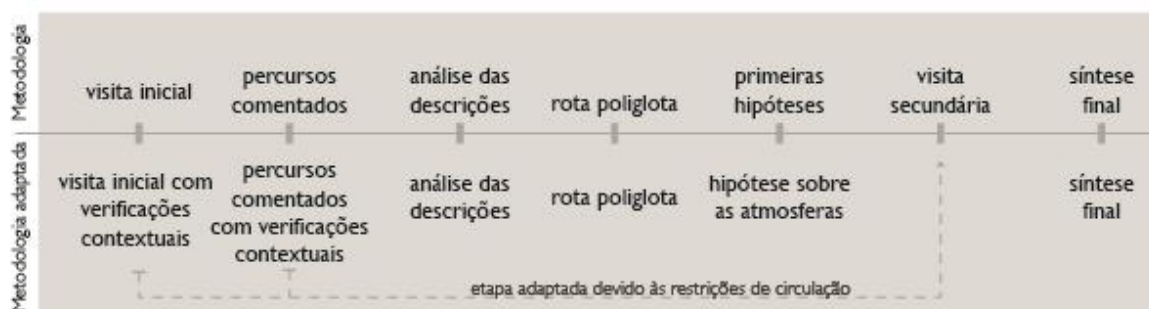 Metodologia
visita inicial
percursos
comentados
análise das
descrições
rota poliglota
primeiras
hipóteses
visita
secundária
síntese
final
Metodologia adaptada
visita inicial com
verificações
contextuais
percursos
comentados
com verificações
contextuais
análise das
descrições
rota poliglota
hipótese sobre
as atmosferas
síntese
final
etapa adaptada devido às restrições de circulação